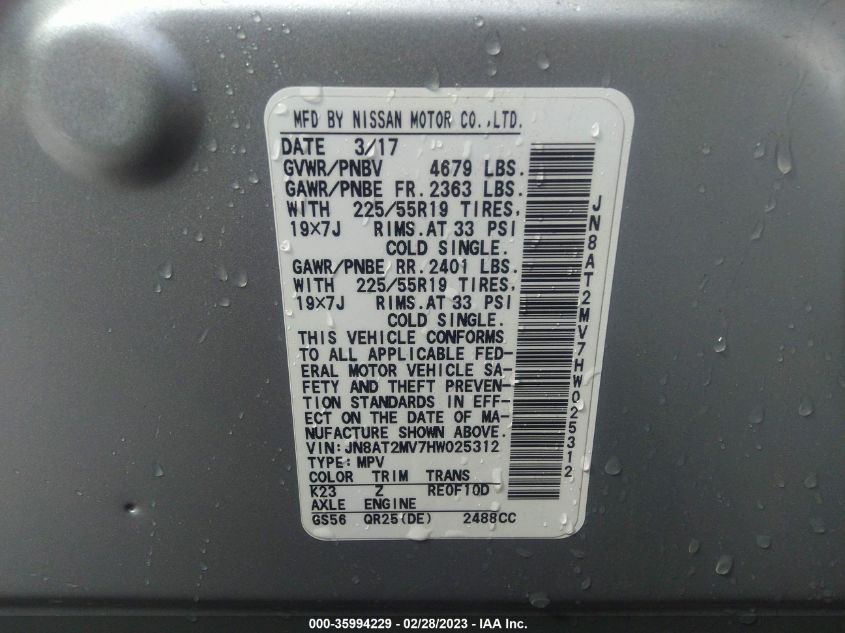 MFD BY NISSAN MOTOR CO.,LTD.
DATE 3/17
GVWR/PNBV 4679 LBS.
GAWR/PNBE FR. 2363 LBS.
WITH 225/55R19 TIRES,
19×7J RIMS.AT 33 PSI
COLD SINGLE.
GAWR/PNBE RR. 2401 LBS.
WITH 225/55R19 TIRES,
19×7J RIMS.AT 33 PSI
COLD SINGLE.
THIS VEHICLE CONFORMS
TO ALL APPLICABLE FED-
ERAL MOTOR VEHICLE SA-
FETY AND THEFT PREVEN-
TION STANDARDS IN EFF-
ECT ON THE DATE OF MA-
NUFACTURE SHOWN ABOVE.
VIN:JN8AT2MV7HW025312
TYPE:MPV
COLOR TRIM TRANS
K23 Z RE0F10D
AXLE ENGINE
GS56 QR25(DE) 2488CC
JN8AT2MV7HW025312
000-35994229 - 02/28/2023 - IAA Inc.